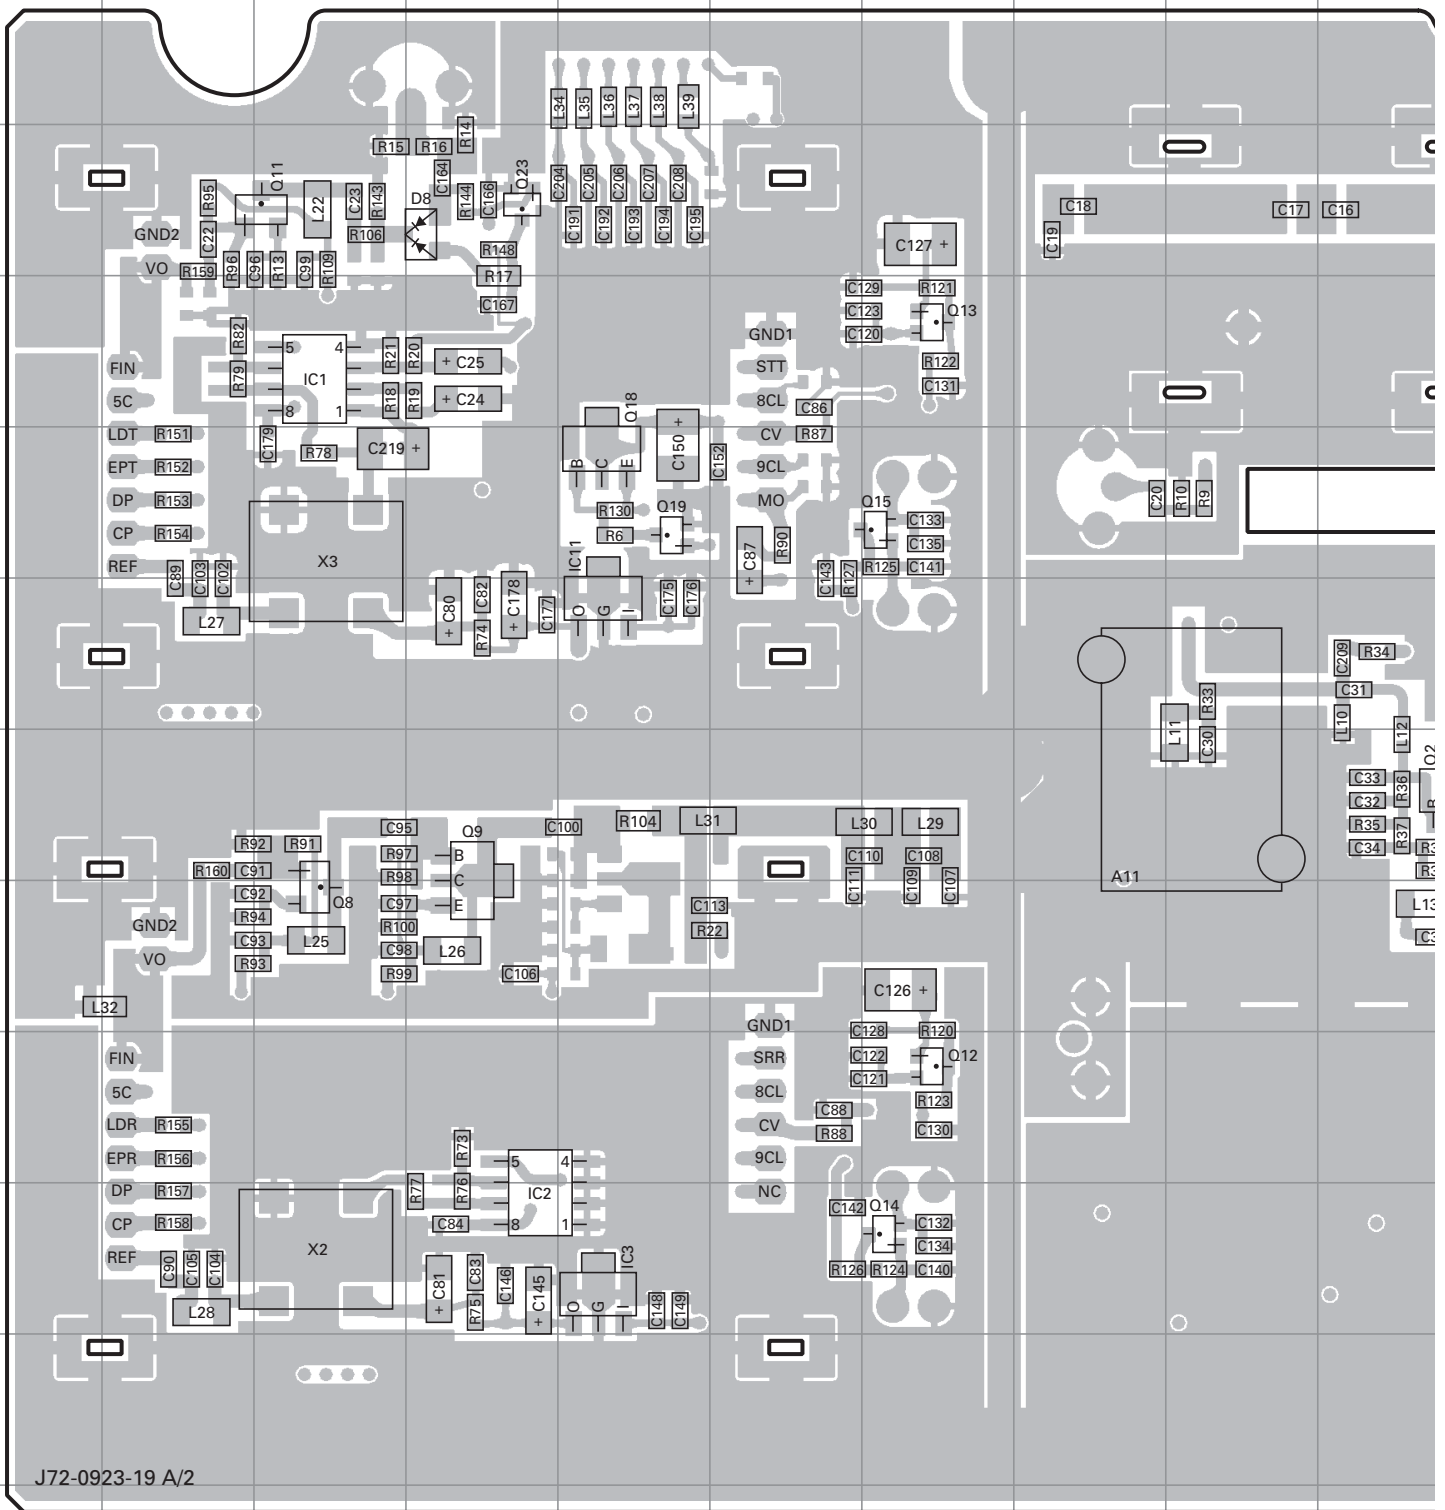 L34
L35
L36
L37
L38
L39
R14
R15
R16
C164
Q11
R95
L22
C23
R143
D8
R144
C166
Q23
C204
C205
C206
C207
C208
C191
C192
C193
C194
C195
C18
C17
C16
C19
GND2
C22
R106
R148
C127 +
VO
R159
R96
C96
R13
C99
R109
R17
C167
C129
R121
C123
Q13
C120
R82
GND1
5
4
R21
R20
+ C25
R122
FIN
R79
IC1
STT
C131
5C
8
1
R18
R19
+ C24
8CL
C86
Q18
LDT
R151
C179
R78
C219 +
C150 +
C152
CV
R87
EPT
R152
B
C
E
9CL
DP
R153
MO
C20
R10
R9
CP
R154
R130
Q19
Q15
C133
R6
C87 +
R90
C135
REF
X3
IC11
C143
R127
R125
C141
C89
C103
C102
C80 +
C82
C178 +
C177
C175
C176
L27
R74
O
G
I
C209
R34
C31
R33
L11
C30
L10
L12
Q2
C33
R36
C32
B
R35
R37
C34
A11
L13
C95
Q9
C100
R104
L31
L30
L29
R92
R91
R97
B
C110
C108
R160
C91
R98
C
C111
C109
C107
C92
Q8
C97
E
C113
R94
R100
R22
GND2
C93
L25
C98
L26
VO
R93
R99
C106
C126 +
L32
GND1
C128
R120
FIN
SRR
C122
Q12
5C
C121
8CL
R123
LDR
R155
C88
CV
R88
C130
EPR
R156
R73
5
4
9CL
DP
R157
R77
R76
IC2
NC
CP
R158
C84
8
1
C142
Q14
C132
REF
X2
IC3
C134
C90
C105
C104
C81 +
C83
C146
C145 +
R126
R124
C140
L28
R75
O
G
I
C148
C149
J72-0923-19 A/2